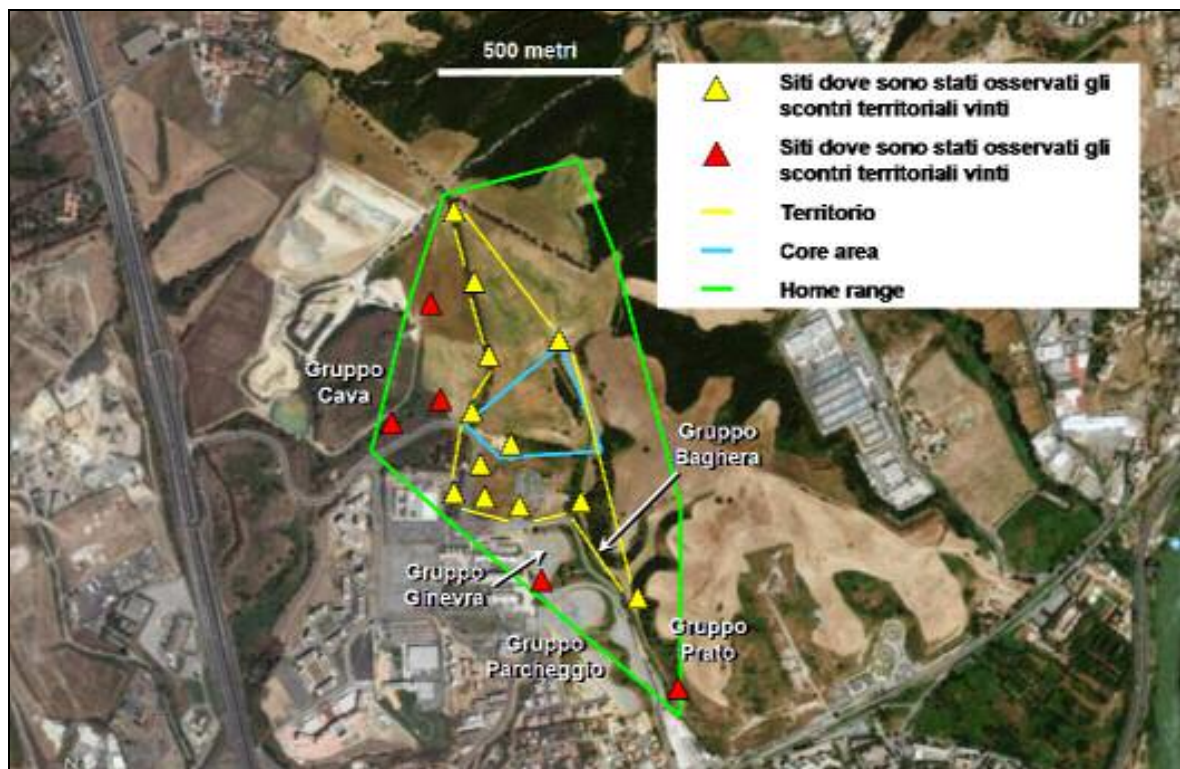 500 metri
Siti dove sono stati osservati gli
scontri territoriali vinti
Siti dove sono stati osservati gli
scontri territoriali vinti
Territorio
Core area
Home range
Gruppo
Cava
Gruppo
Baghera
Gruppo
Ginevra
Gruppo
Parcheggio
Gruppo
Prato